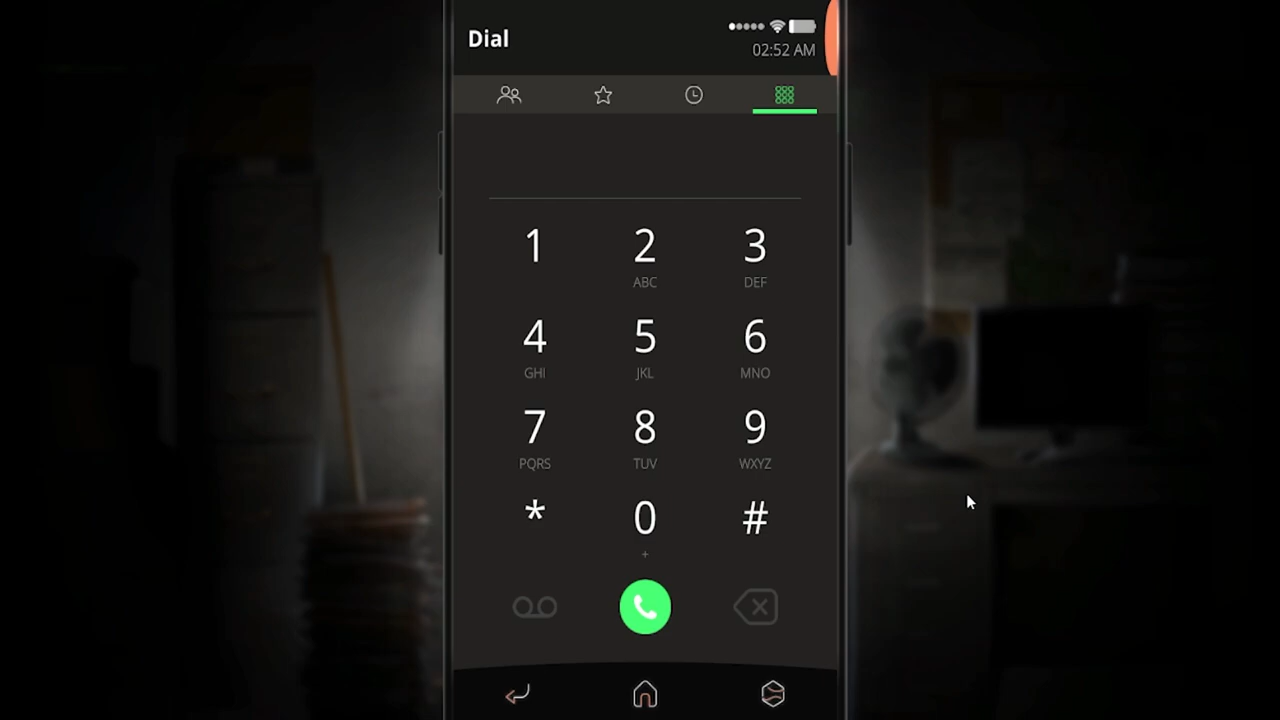 Dial
02:52 AM
1 2 3
ABC DEF
4 5 6
GHI JKL MNO
7 8 9
PQRS TUV WXYZ
* 0 #
+